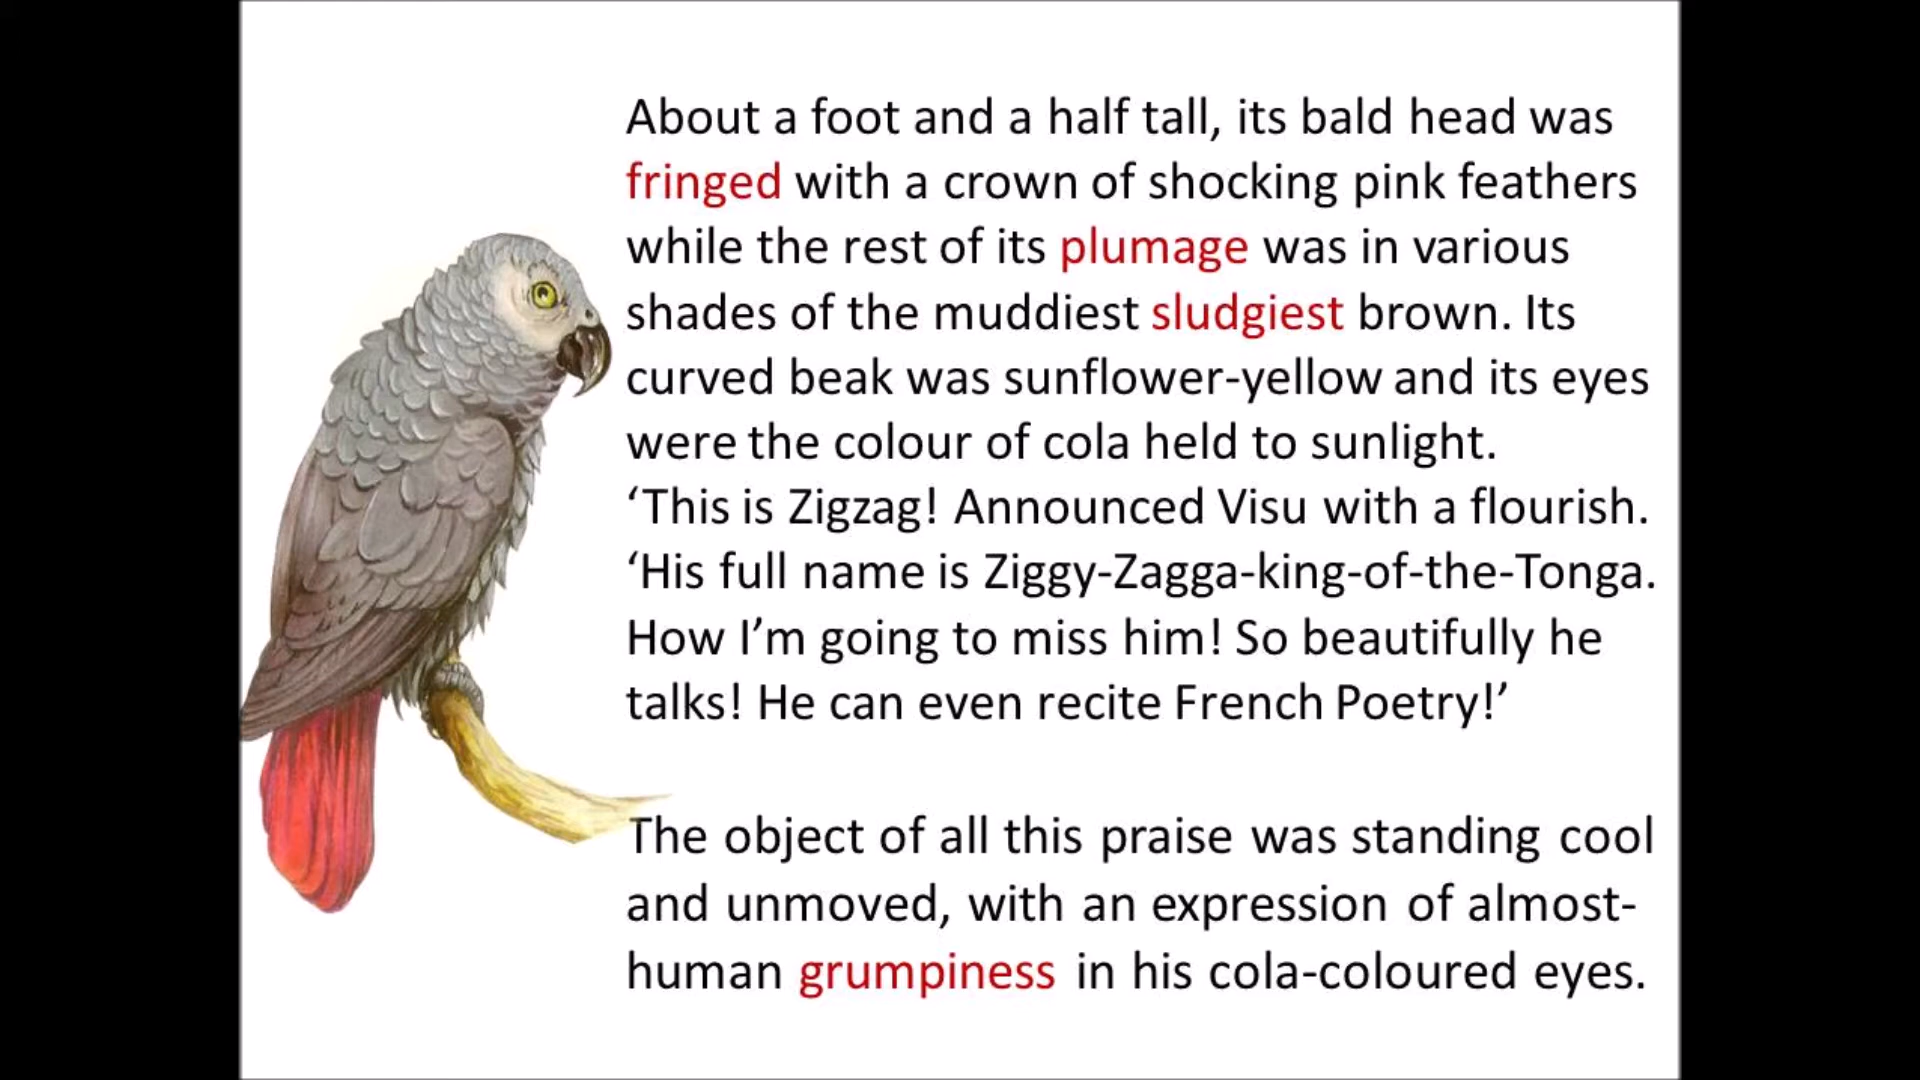 About a foot and a half tall, its bald head was
fringed with a crown of shocking pink feathers
while the rest of its plumage was in various
shades of the muddiest sludgiest brown. Its
curved beak was sunflower-yellow and its eyes
were the colour of cola held to sunlight.
‘This is Zigzag! Announced Visu with a flourish.
‘His full name is Ziggy-Zagga-king-of-the-Tonga.
How I’m going to miss him! So beautifully he
talks! He can even recite French Poetry!’
The object of all this praise was standing cool
and unmoved, with an expression of almost-
human grumpiness in his cola-coloured eyes.